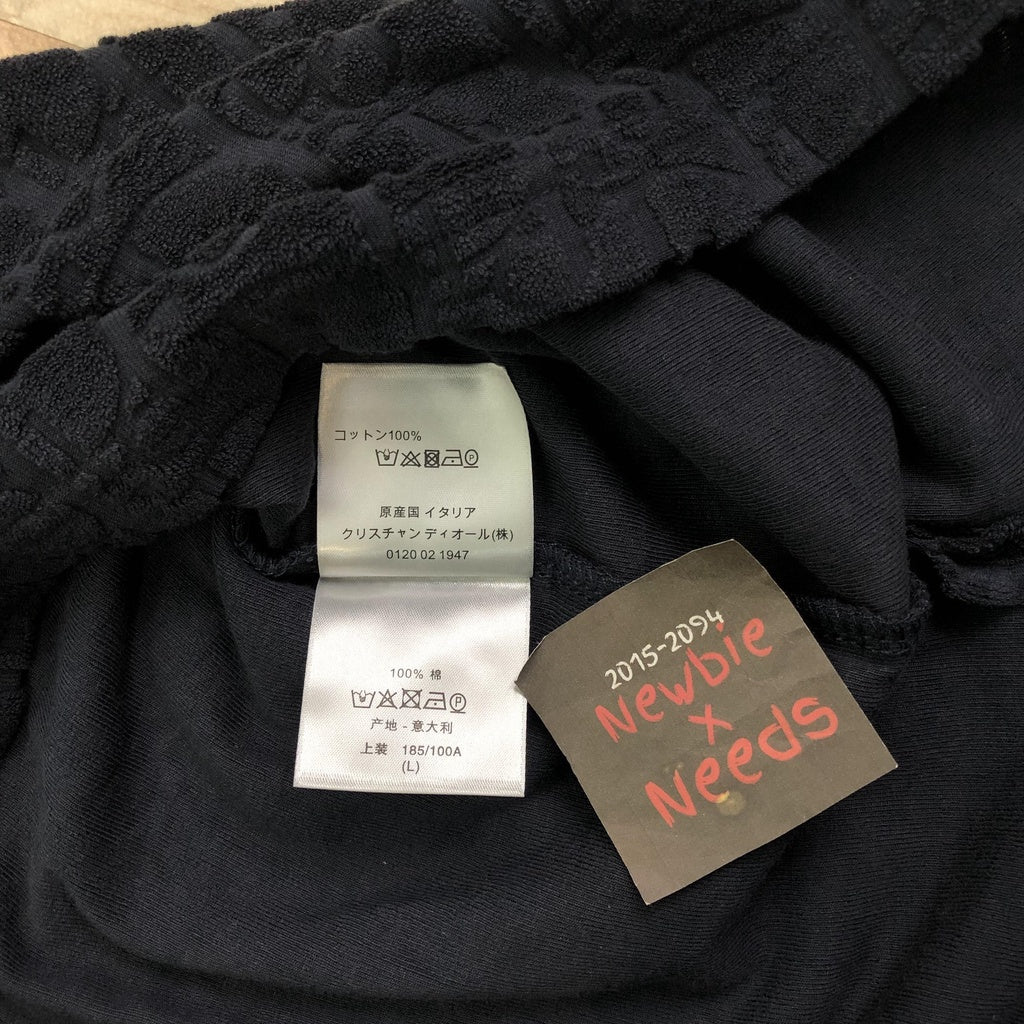 コットン100%
原産国 イタリア
クリスチャン ディオール(株)
0120 02 1947
100% 棉
产地 - 意大利
上装 185/100A
(L)
2015-2094
Newbie
x
Needs